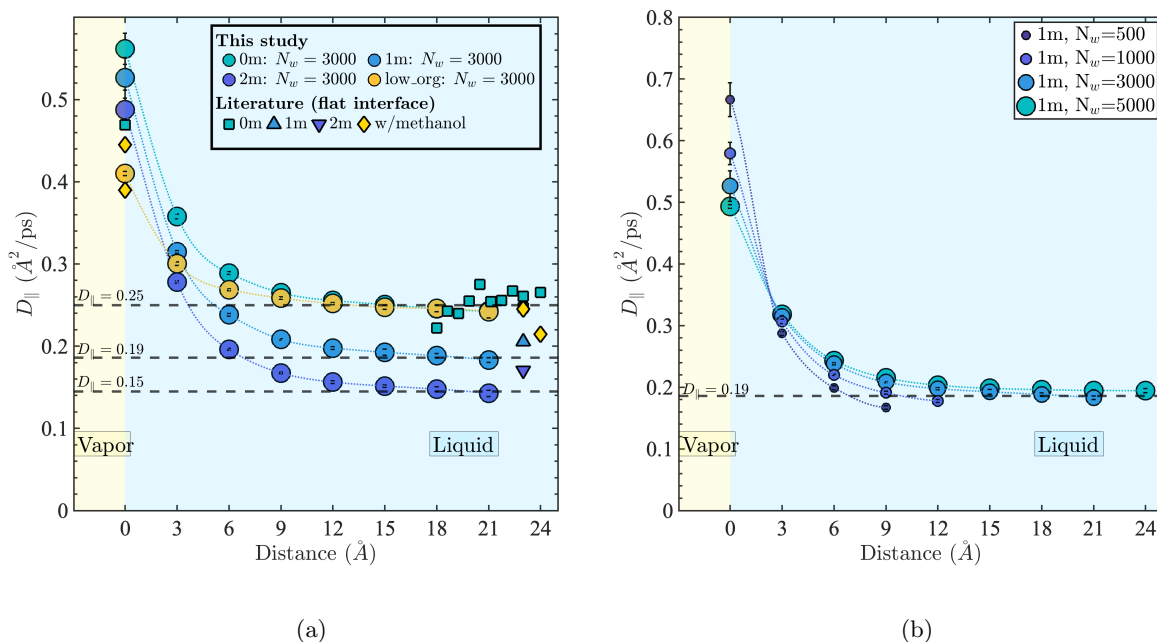 This study
0m: N_w = 3000
1m: N_w = 3000
2m: N_w = 3000
low_org: N_w = 3000
Literature (flat interface)
0m 1m 2m w/methanol
D_∥ (Å²/ps)
0.5
0.4
0.3
0.2
0.1
0
D_∥ = 0.25
D_∥ = 0.19
D_∥ = 0.15
Vapor
Liquid
0 3 6 9 12 15 18 21 24
Distance (Å)
(a)
1m, N_w=500
1m, N_w=1000
1m, N_w=3000
1m, N_w=5000
D_∥ (Å²/ps)
0.8
0.7
0.6
0.5
0.4
0.3
0.2
0.1
0
D_∥ = 0.19
Vapor
Liquid
0 3 6 9 12 15 18 21 24
Distance (Å)
(b)